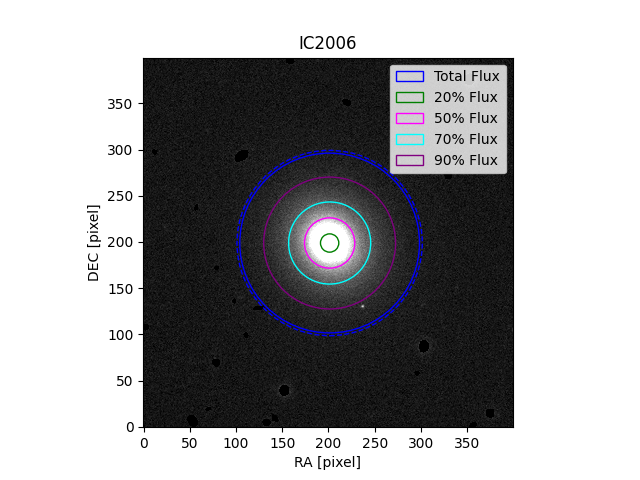 IC2006
Total Flux
20% Flux
50% Flux
70% Flux
90% Flux
350
300
250
200
150
100
50
0
DEC [pixel]
0 50 100 150 200 250 300 350
RA [pixel]